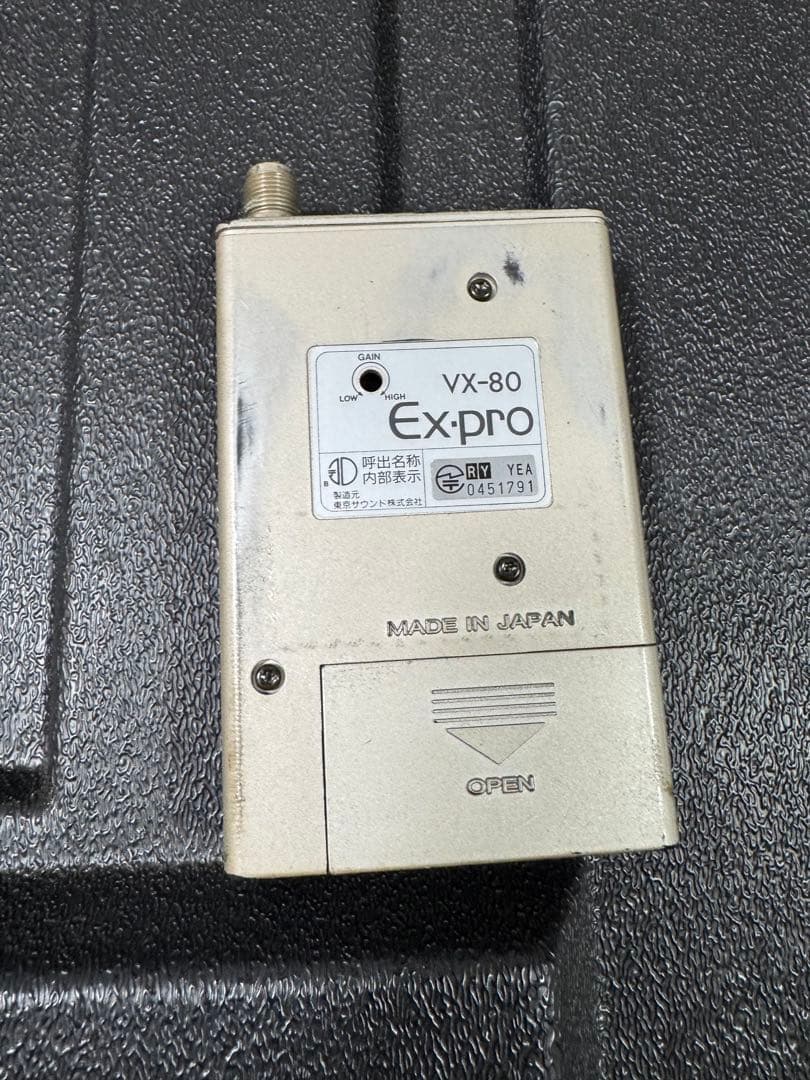 GAIN
LOW HIGH
VX-80
Ex·pro
呼出名称
内部表示
製造元
東京サウンド株式会社
RY YEA
0451791
MADE IN JAPAN
OPEN